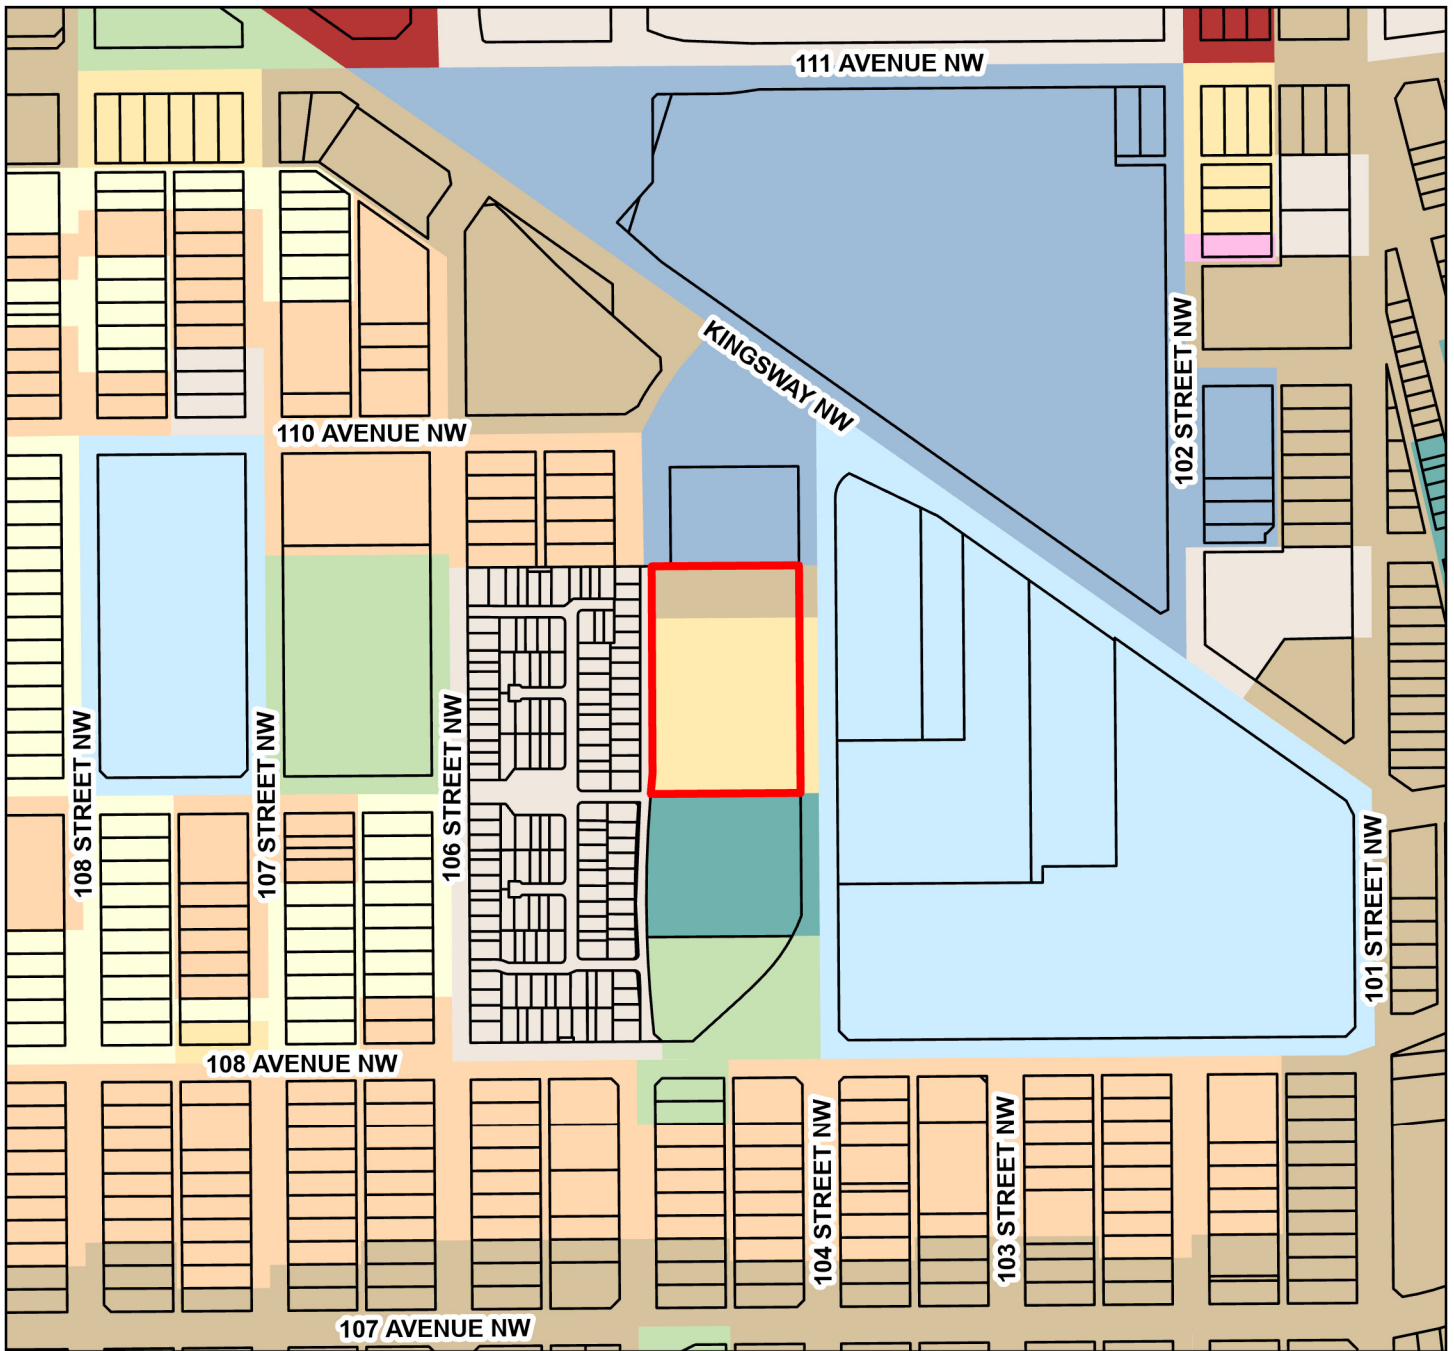 111 AVENUE NW
KINGSWAY NW
102 STREET NW
110 AVENUE NW
108 STREET NW
107 STREET NW
106 STREET NW
101 STREET NW
108 AVENUE NW
104 STREET NW
103 STREET NW
107 AVENUE NW